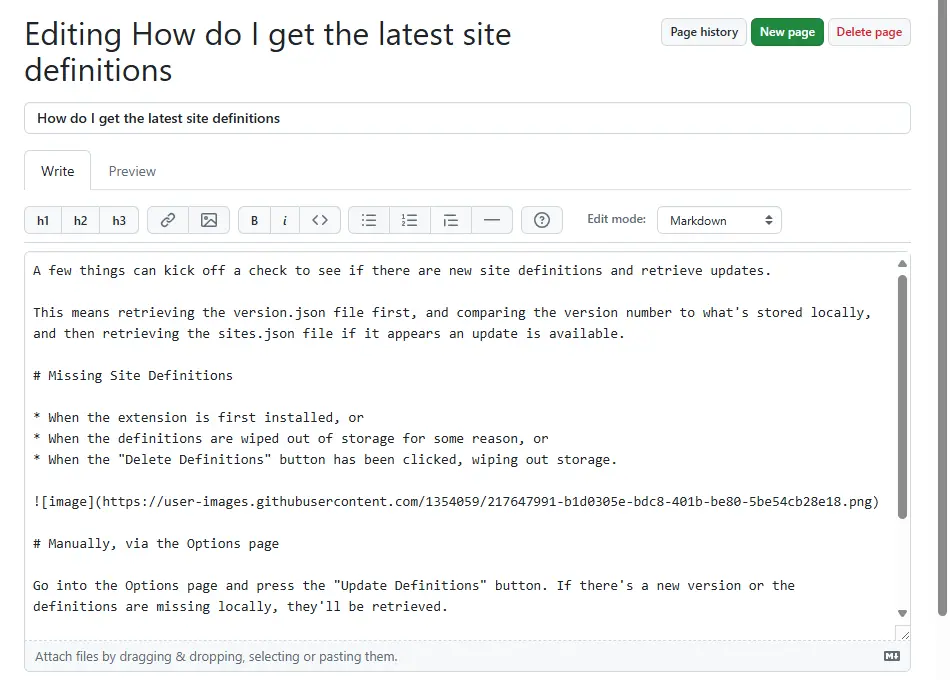 Editing How do I get the latest site
definitions
Page history
New page
Delete page
How do I get the latest site definitions
Write
Preview
h1
h2
h3
B
i
<>
Edit mode:
Markdown
A few things can kick off a check to see if there are new site definitions and retrieve updates.
This means retrieving the version.json file first, and comparing the version number to what's stored locally,
and then retrieving the sites.json file if it appears an update is available.
# Missing Site Definitions
* When the extension is first installed, or
* When the definitions are wiped out of storage for some reason, or
* When the "Delete Definitions" button has been clicked, wiping out storage.
![image](https://user-images.githubusercontent.com/1354059/217647991-b1d0305e-bdc8-401b-be80-5be54cb28e18.png)
# Manually, via the Options page
Go into the Options page and press the "Update Definitions" button. If there's a new version or the
definitions are missing locally, they'll be retrieved.
Attach files by dragging & dropping, selecting or pasting them.